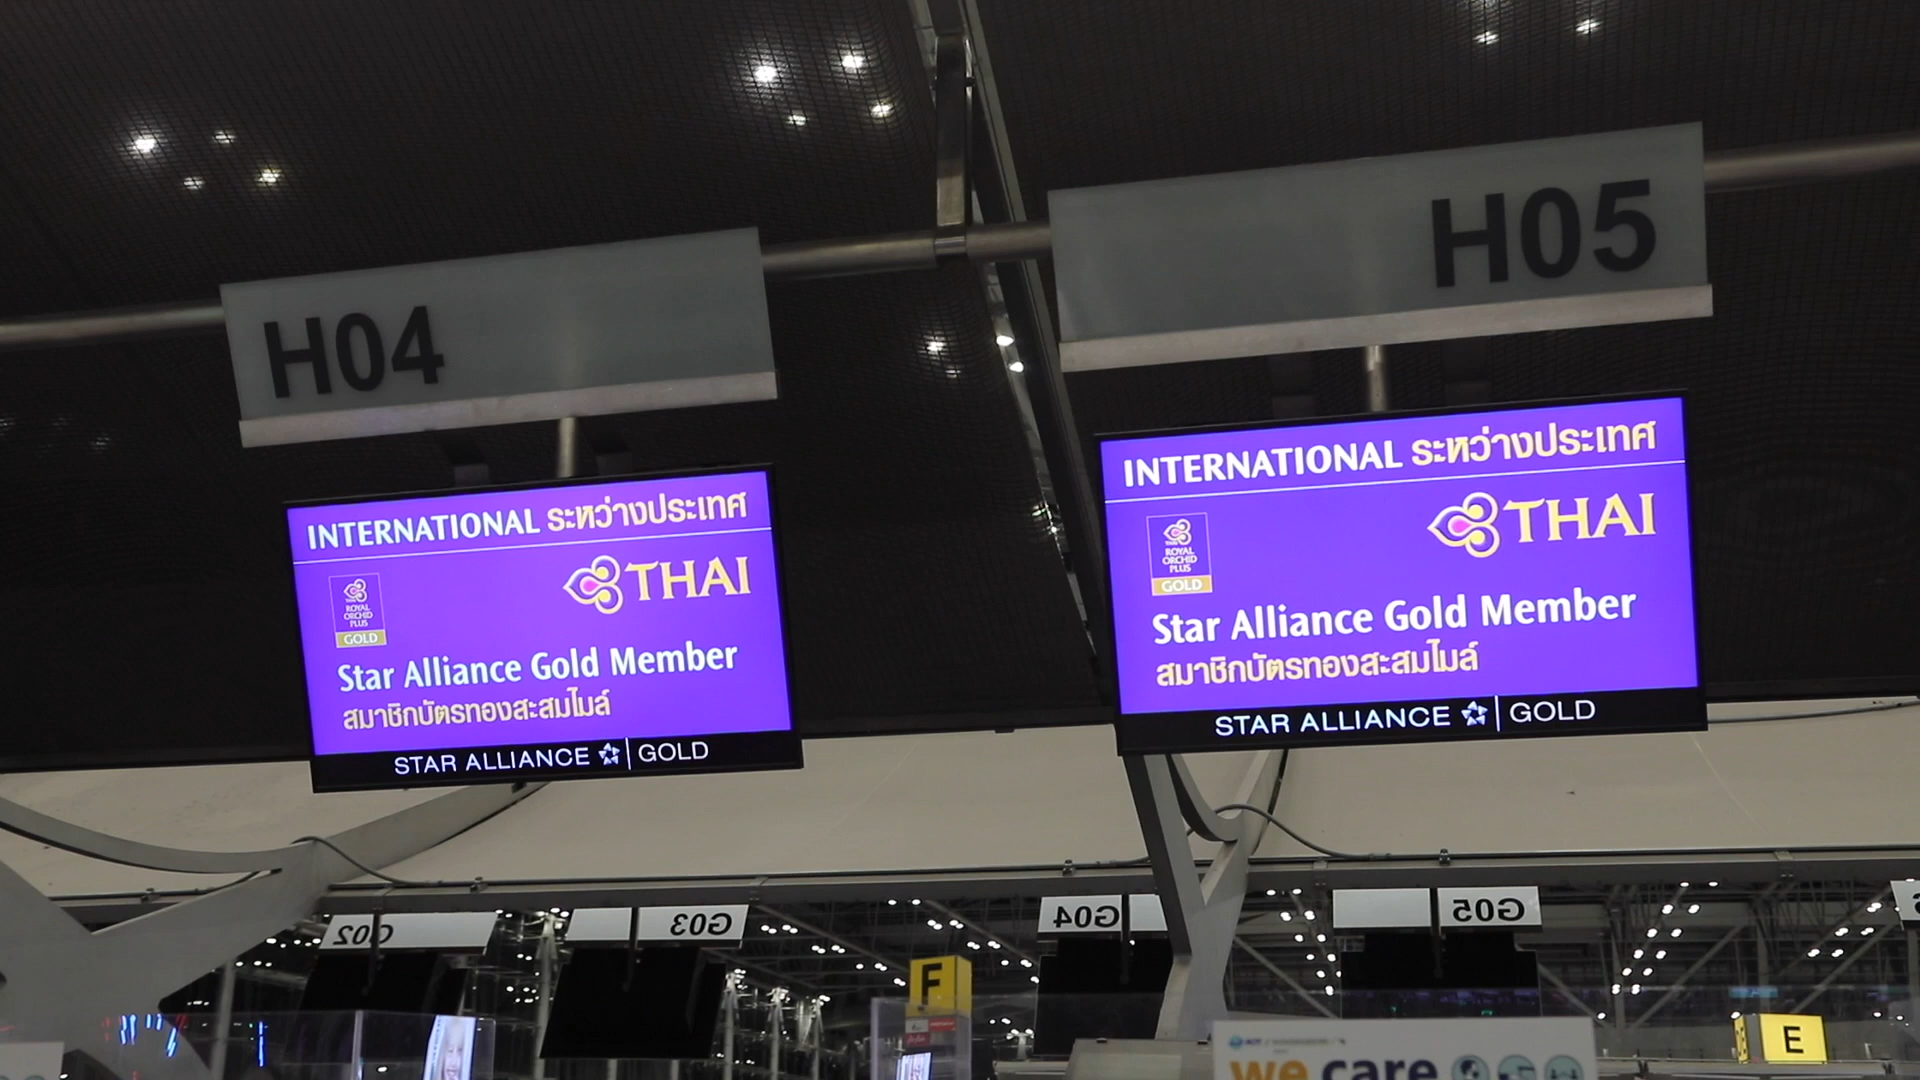 H04
H05
INTERNATIONAL ระหว่างประเทศ
THAI
ROYAL
ORCHID
PLUS
GOLD
Star Alliance Gold Member
สมาชิกบัตรทองสะสมไมล์
STAR ALLIANCE | GOLD
INTERNATIONAL ระหว่างประเทศ
THAI
ROYAL
ORCHID
PLUS
GOLD
Star Alliance Gold Member
สมาชิกบัตรทองสะสมไมล์
STAR ALLIANCE | GOLD
G02
G03
G04
G05
F
E
AOT
we care